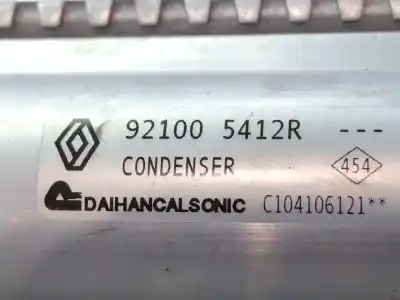 92100 5412R ---
CONDENSER 454
DAIHANCALSONIC C104106121**